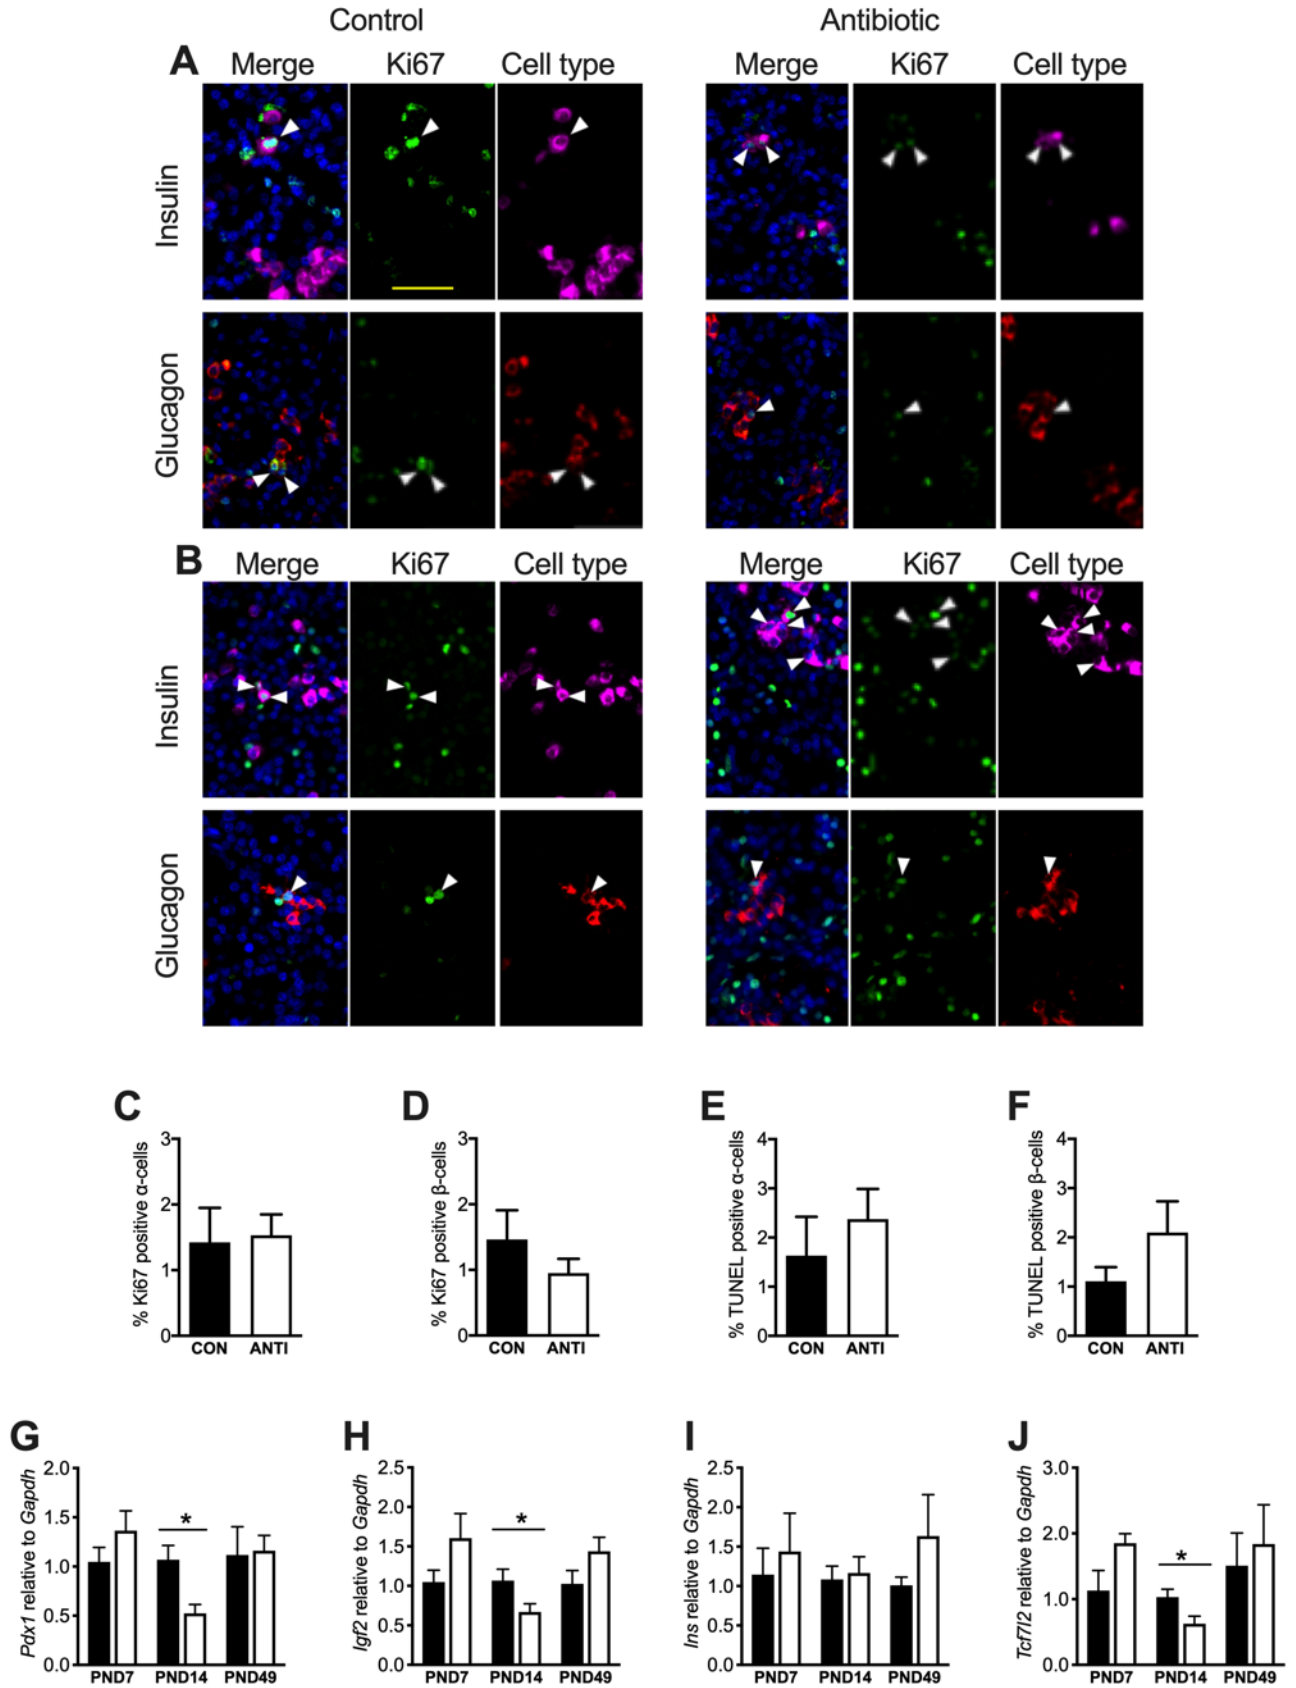 Control Antibiotic
A Merge Ki67 Cell type Merge Ki67 Cell type
Insulin
Glucagon
B Merge Ki67 Cell type Merge Ki67 Cell type
Insulin
Glucagon
C D E F
% Ki67 positive α-cells
3
2
1
0
CON ANTI
% Ki67 positive β-cells
3
2
1
0
CON ANTI
% TUNEL positive α-cells
4
3
2
1
0
CON ANTI
% TUNEL positive β-cells
4
3
2
1
0
CON ANTI
G H I J
Pdx1 relative to Gapdh
2.0
1.5
1.0
0.5
0.0
*
PND7 PND14 PND49
Igf2 relative to Gapdh
2.5
2.0
1.5
1.0
0.5
0.0
*
PND7 PND14 PND49
Ins relative to Gapdh
2.5
2.0
1.5
1.0
0.5
0.0
PND7 PND14 PND49
Tcf7l2 relative to Gapdh
3.0
2.0
1.0
0.0
*
PND7 PND14 PND49